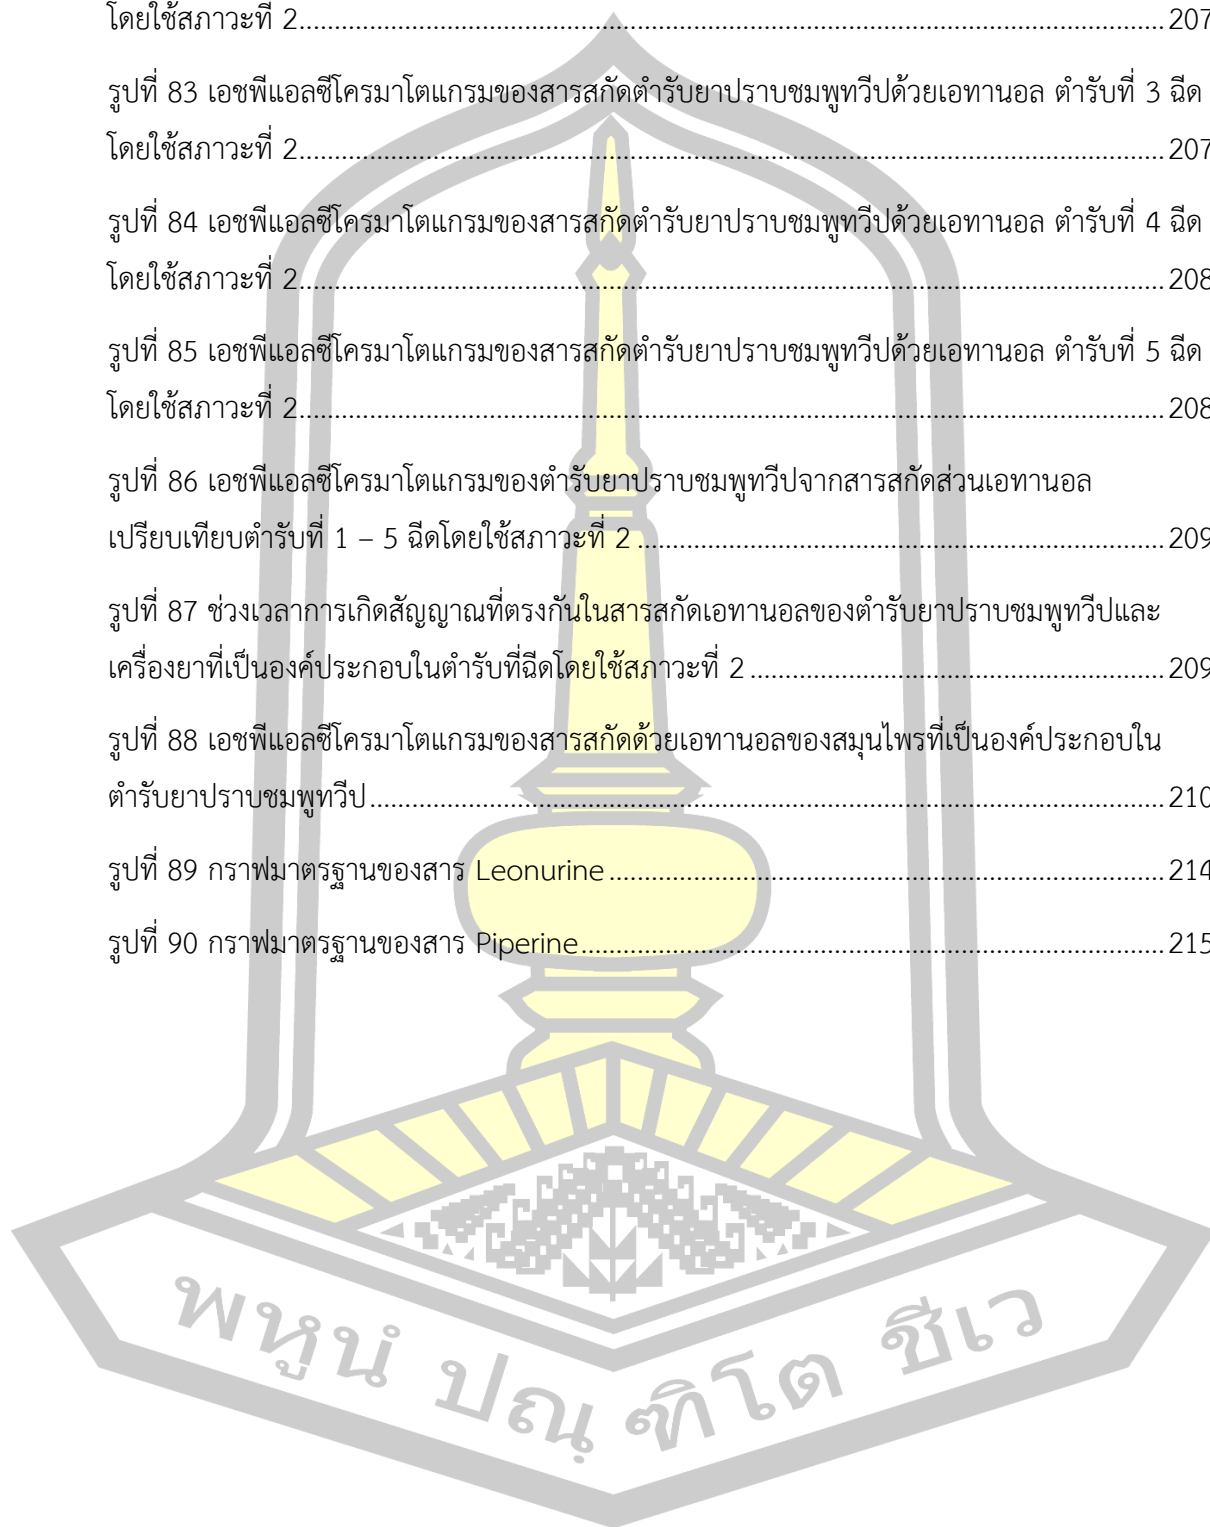 โดยใช้สภาวะที่ 2.....207
รูปที่ 83 เอชพีแอลซีโครมาโตแกรมของสารสกัดตำรับยาปราบชมพูทวีปด้วยเอทานอล ตำรับที่ 3 ฉีด
โดยใช้สภาวะที่ 2.....207
รูปที่ 84 เอชพีแอลซีโครมาโตแกรมของสารสกัดตำรับยาปราบชมพูทวีปด้วยเอทานอล ตำรับที่ 4 ฉีด
โดยใช้สภาวะที่ 2.....208
รูปที่ 85 เอชพีแอลซีโครมาโตแกรมของสารสกัดตำรับยาปราบชมพูทวีปด้วยเอทานอล ตำรับที่ 5 ฉีด
โดยใช้สภาวะที่ 2.....208
รูปที่ 86 เอชพีแอลซีโครมาโตแกรมของตำรับยาปราบชมพูทวีปจากสารสกัดส่วนเอทานอล
เปรียบเทียบตำรับที่ 1 – 5 ฉีดโดยใช้สภาวะที่ 2 .....209
รูปที่ 87 ช่วงเวลาการเกิดสัญญาณที่ตรงกันในสารสกัดเอทานอลของตำรับยาปราบชมพูทวีปและ
เครื่องยาที่เป็นองค์ประกอบในตำรับที่ฉีดโดยใช้สภาวะที่ 2 .....209
รูปที่ 88 เอชพีแอลซีโครมาโตแกรมของสารสกัดด้วยเอทานอลของสมุนไพรที่เป็นองค์ประกอบใน
ตำรับยาปราบชมพูทวีป.....210
รูปที่ 89 กราฟมาตรฐานของสาร Leonurine.....214
รูปที่ 90 กราฟมาตรฐานของสาร Piperine.....215
พหูนํ ปณฺฑิโต ชีเว